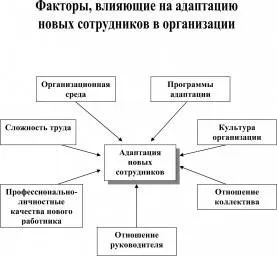 Факторы, влияющие на адаптацию
новых сотрудников в организации
Организационная
среда
Программы
адаптации
Сложность труда
Культура
организации
Адаптация
новых
сотрудников
Профессионально-
личностные
качества нового
работника
Отношение
коллектива
Отношение
руководителя